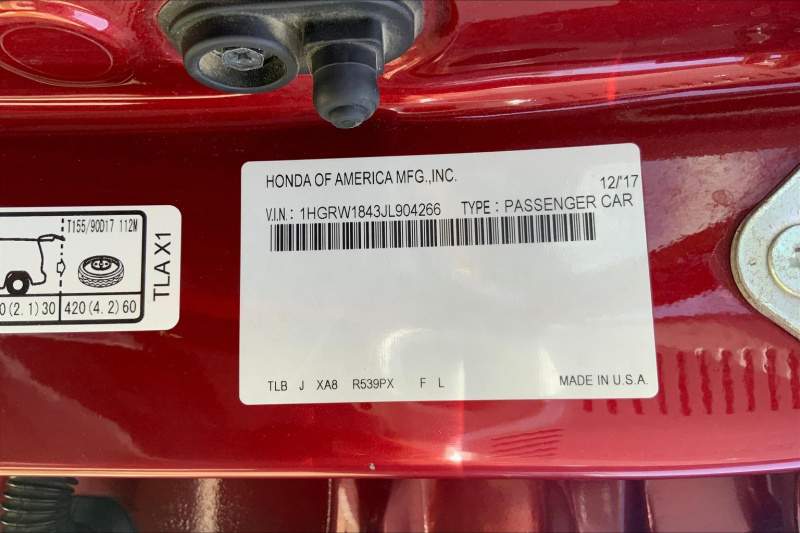 HONDA OF AMERICA MFG.,INC.
12/'17
V.I.N. : 1HGRW1843JL904266 TYPE : PASSENGER CAR
TLB J XA8 R539PX F L
MADE IN U.S.A.
T155/90D17 112M
0(2.1)30 420(4.2)60
TLA X1